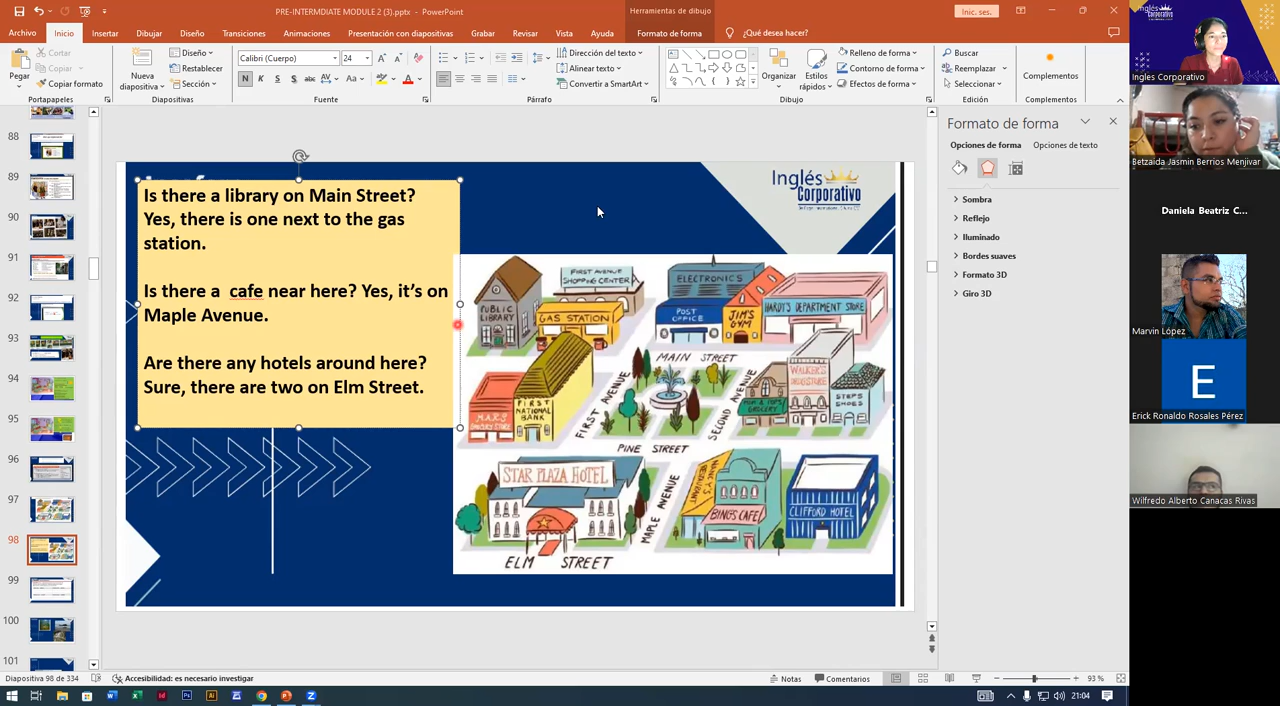 PRE-INTERMDIATE MODULE 2 (3).pptx - PowerPoint
Herramientas de dibujo
Inic. ses.
Archivo Inicio Insertar Dibujar Diseño Transiciones Animaciones Presentación con diapositivas Grabar Revisar Vista Ayuda Formato de forma ¿Qué desea hacer?
Pegar
Cortar
Copiar
Copiar formato
Portapapeles
Nueva diapositiva
Diseño
Restablecer
Sección
Diapositivas
Calibri (Cuerpo) 24
N K S S abc AV Aa A
Fuente
Párrafo
Dirección del texto
Alinear texto
Convertir a SmartArt
Organizar
Estilos rápidos
Relleno de forma
Contorno de forma
Efectos de forma
Dibujo
Buscar
Reemplazar
Seleccionar
Edición
Complementos
Complementos
88
89
90
91
92
93
94
95
96
97
98
99
100
101
Is there a library on Main Street?
Yes, there is one next to the gas
station.
Is there a cafe near here? Yes, it's on
Maple Avenue.
Are there any hotels around here?
Sure, there are two on Elm Street.
Inglés
Corporativo
PUBLIC LIBRARY
FIRST AVENUE
SHOPPING CENTER
GAS STATION
ELECTRONICS
POST OFFICE
JIM'S GYM
HARDY'S DEPARTMENT STORE
MAIN STREET
FIRST NATIONAL BANK
FIRST AVENUE
SECOND AVENUE
WALKER'S
STEPS SHOES
GROCERY
PINE STREET
STAR PLAZA HOTEL
MAPLE AVENUE
BING'S CAFE
CLIFFORD HOTEL
ELM STREET
Formato de forma
Opciones de forma Opciones de texto
Sombra
Reflejo
Iluminado
Bordes suaves
Formato 3D
Giro 3D
Inglés Corporativo
Ingles Corporativo
Betzaida Jasmin Berrios Menjivar
Daniela Beatriz C...
Marvin López
E
Erick Ronaldo Rosales Pérez
Wilfredo Alberto Canacas Rivas
Diapositiva 98 de 334 Accesibilidad: es necesario investigar Notas Comentarios 93 %
21:04